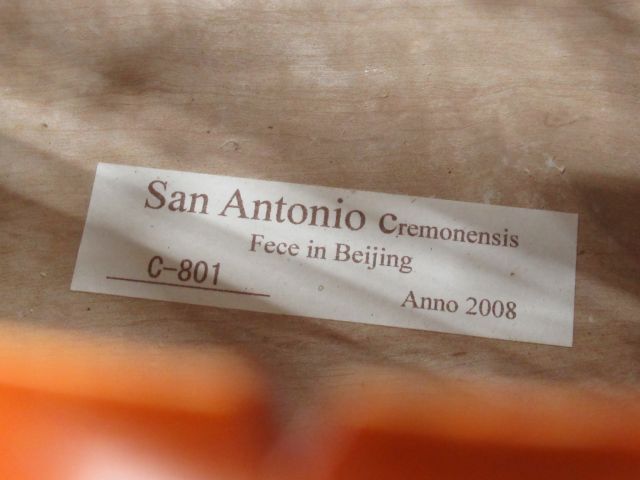 San Antonio Cremonensis
Fece in Beijing
C-801
Anno 2008